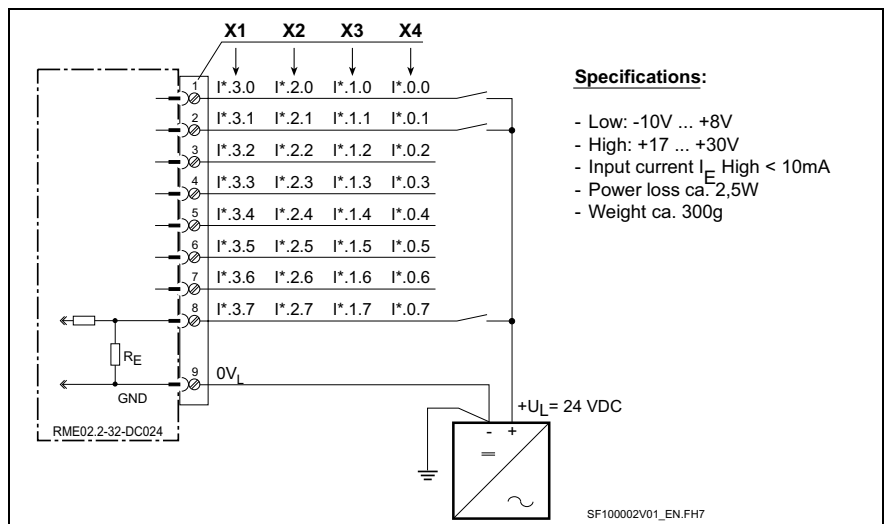 X1 X2 X3 X4
1 I*.3.0 I*.2.0 I*.1.0 I*.0.0
2 I*.3.1 I*.2.1 I*.1.1 I*.0.1
3 I*.3.2 I*.2.2 I*.1.2 I*.0.2
4 I*.3.3 I*.2.3 I*.1.3 I*.0.3
5 I*.3.4 I*.2.4 I*.1.4 I*.0.4
6 I*.3.5 I*.2.5 I*.1.5 I*.0.5
7 I*.3.6 I*.2.6 I*.1.6 I*.0.6
8 I*.3.7 I*.2.7 I*.1.7 I*.0.7
RE
9 0VL
GND
RME02.2-32-DC024
+UL= 24 VDC
- +
Specifications:
- Low: -10V ... +8V
- High: +17 ... +30V
- Input current IE High < 10mA
- Power loss ca. 2,5W
- Weight ca. 300g
SF100002V01_EN.FH7